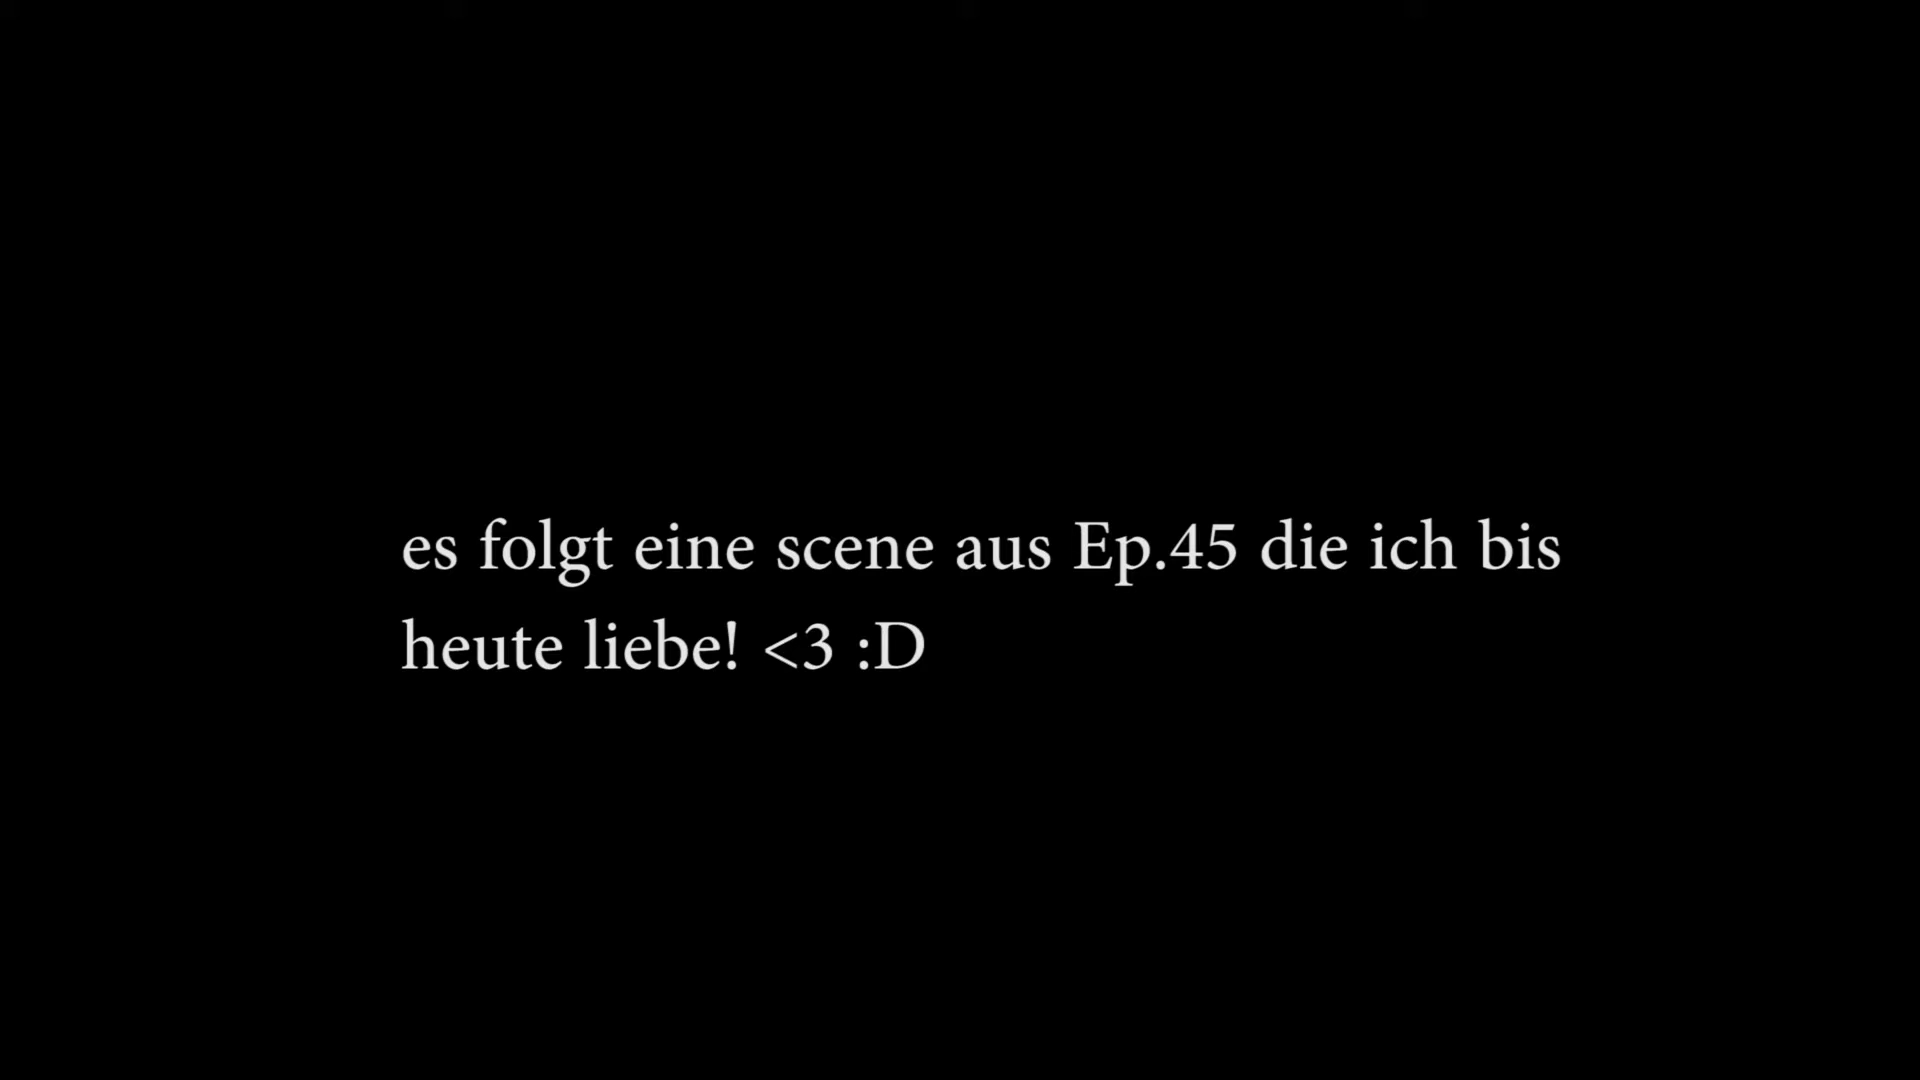 es folgt eine scene aus Ep.45 die ich bis
heute liebe! <3 :D